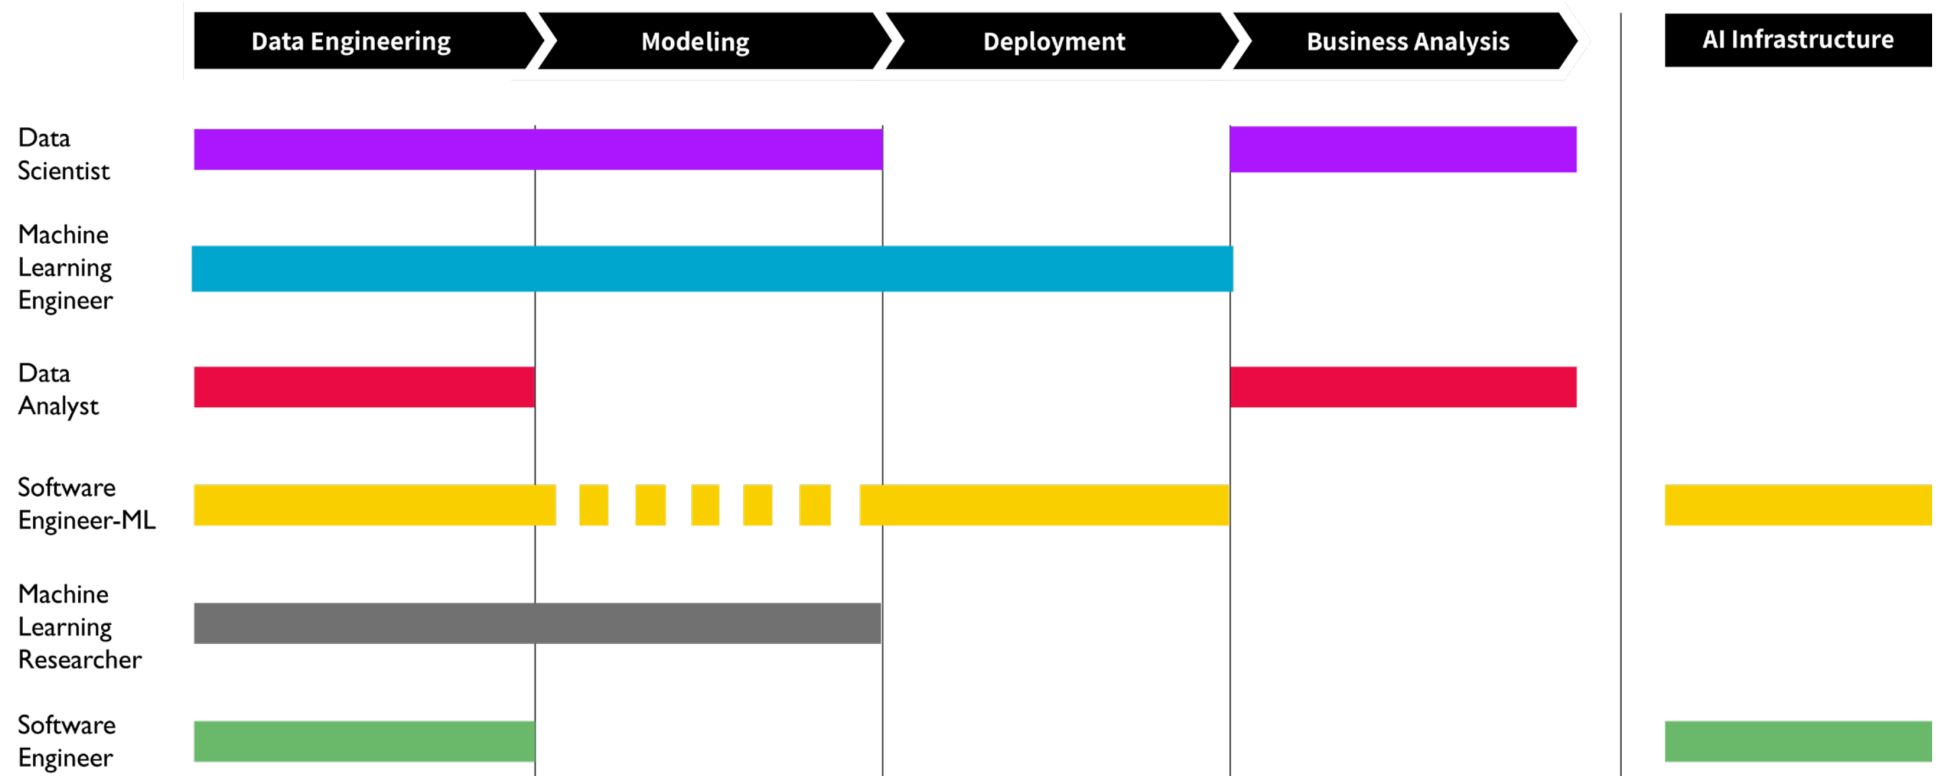 Data Engineering
Modeling
Deployment
Business Analysis
AI Infrastructure
Data
Scientist
Machine
Learning
Engineer
Data
Analyst
Software
Engineer-ML
Machine
Learning
Researcher
Software
Engineer